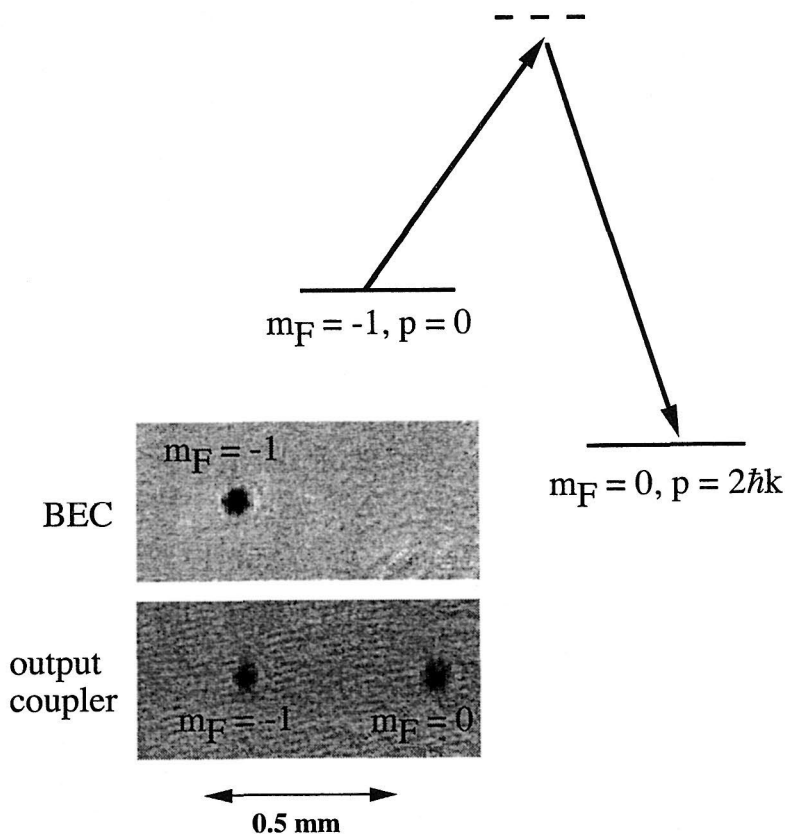 m_F = -1, p = 0
m_F = 0, p = 2ħk
BEC
m_F = -1
output
coupler
m_F = -1
m_F = 0
0.5 mm